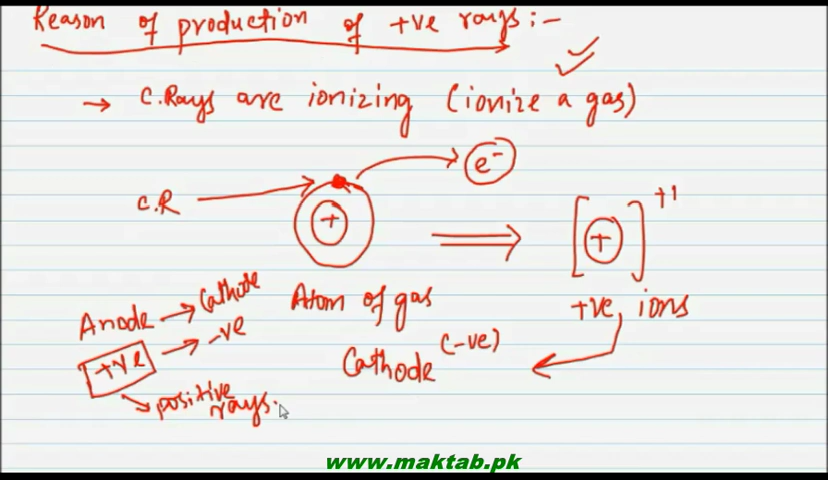 Reason of production of +ve rays:-
→ C.Rays are ionizing (ionize a gas)
e-
C.R
+
[+]+1
Anode → Cathode
Atom of gas
+ve ions
+ve → -ve
Cathode (-ve)
positive
rays.
www.maktab.pk